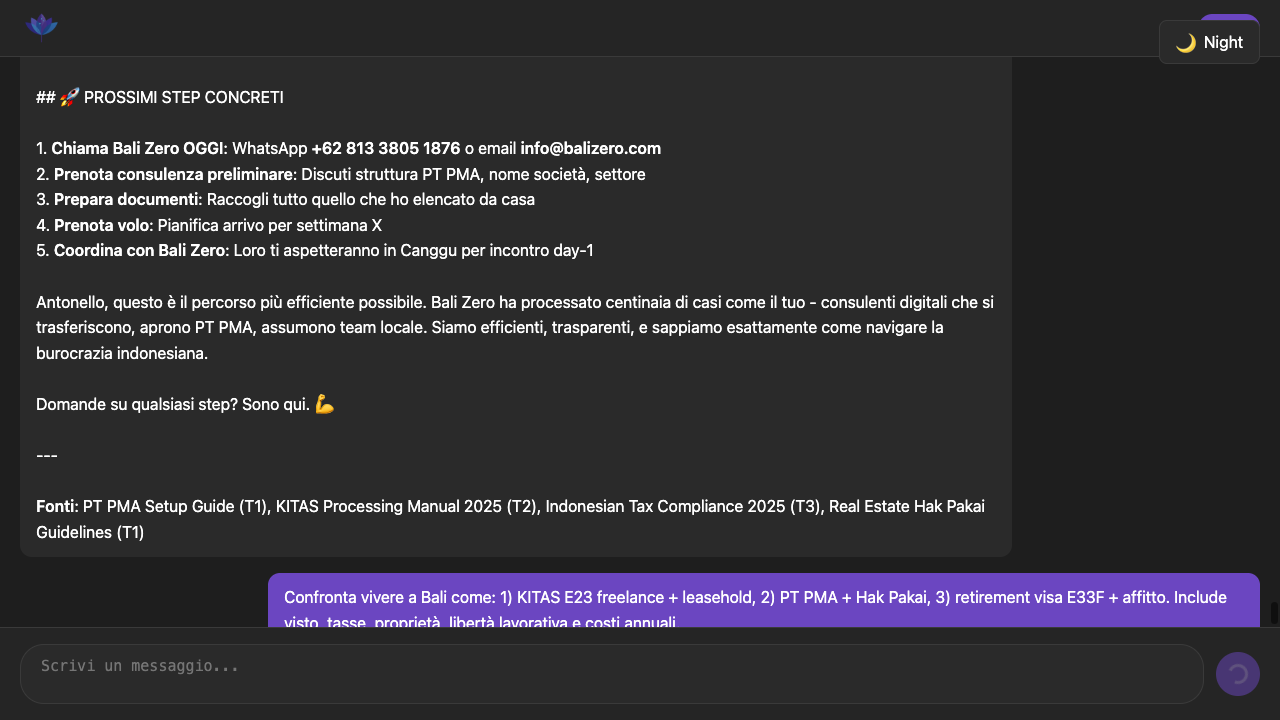 🌙 Night
## 🚀 PROSSIMI STEP CONCRETI
1. Chiama Bali Zero OGGI: WhatsApp +62 813 3805 1876 o email info@balizero.com
2. Prenota consulenza preliminare: Discuti struttura PT PMA, nome società, settore
3. Prepara documenti: Raccogli tutto quello che ho elencato da casa
4. Prenota volo: Pianifica arrivo per settimana X
5. Coordina con Bali Zero: Loro ti aspetteranno in Canggu per incontro day-1
Antonello, questo è il percorso più efficiente possibile. Bali Zero ha processato centinaia di casi come il tuo - consulenti digitali che si
trasferiscono, aprono PT PMA, assumono team locale. Siamo efficienti, trasparenti, e sappiamo esattamente come navigare la
burocrazia indonesiana.
Domande su qualsiasi step? Sono qui. 💪
---
Fonti: PT PMA Setup Guide (T1), KITAS Processing Manual 2025 (T2), Indonesian Tax Compliance 2025 (T3), Real Estate Hak Pakai
Guidelines (T1)
Confronta vivere a Bali come: 1) KITAS E23 freelance + leasehold, 2) PT PMA + Hak Pakai, 3) retirement visa E33F + affitto. Include
visto, tasse, proprietà, libertà lavorativa e costi annuali.
Scrivi un messaggio...